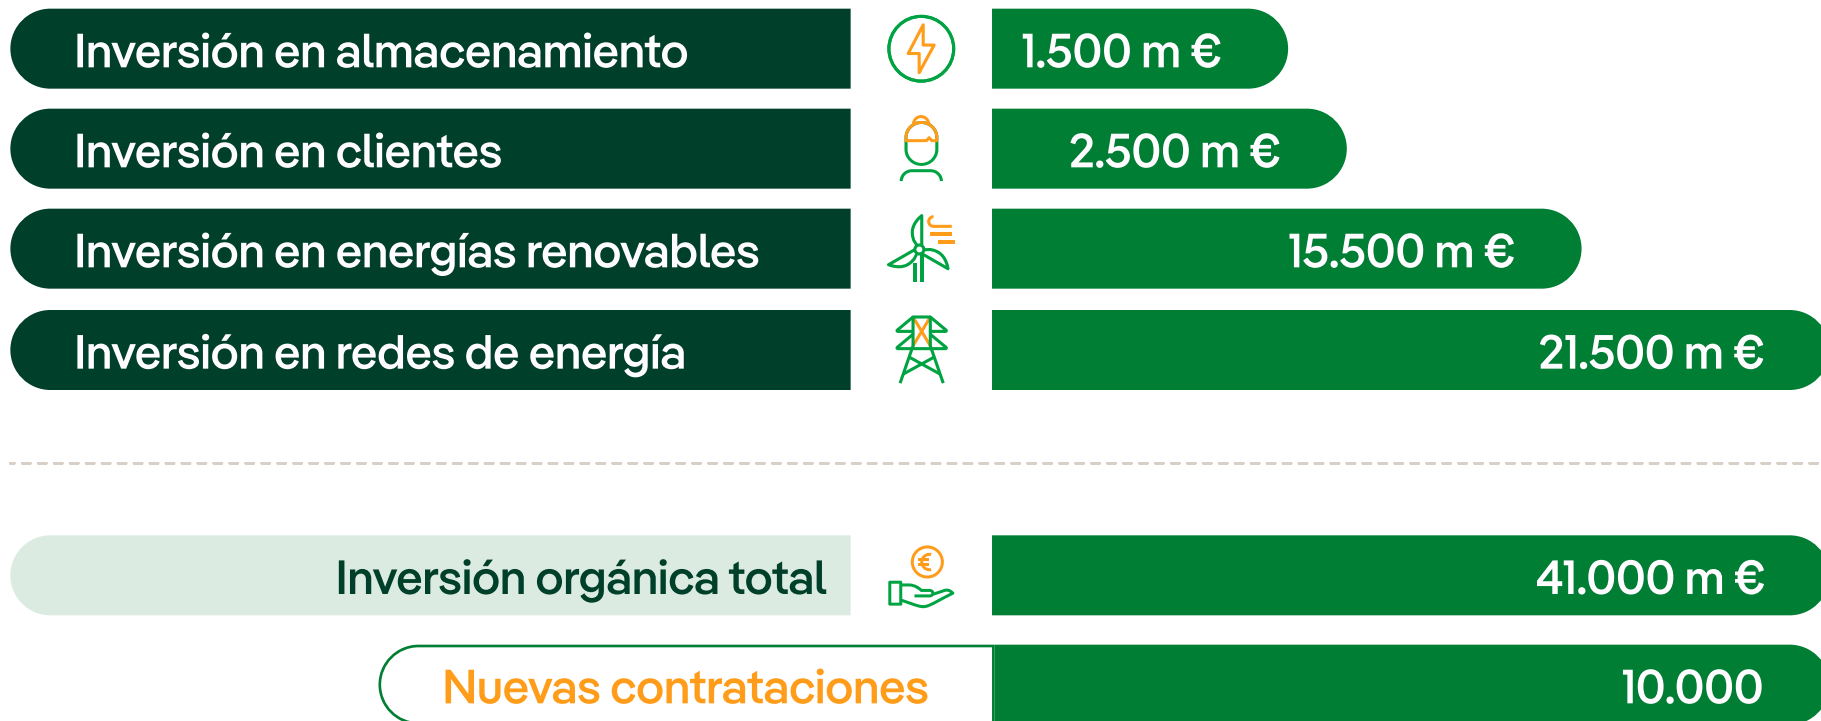 Inversión en almacenamiento 1.500 m €
Inversión en clientes 2.500 m €
Inversión en energías renovables 15.500 m €
Inversión en redes de energía 21.500 m €
Inversión orgánica total € 41.000 m €
Nuevas contrataciones 10.000